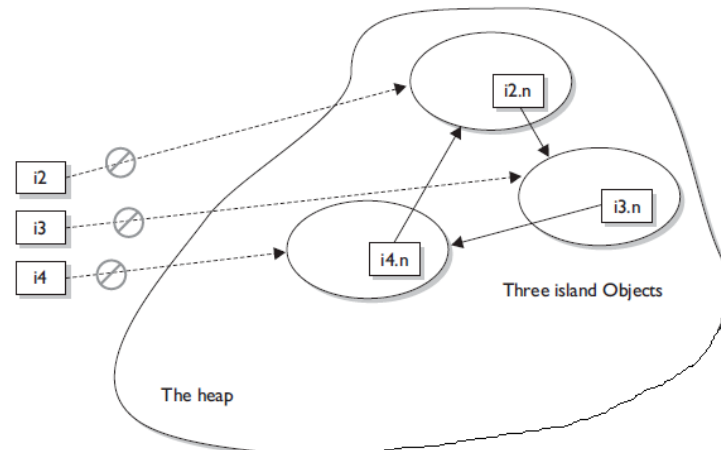 i2.n
i2
i3
i3.n
i4
i4.n
Three island Objects
The heap